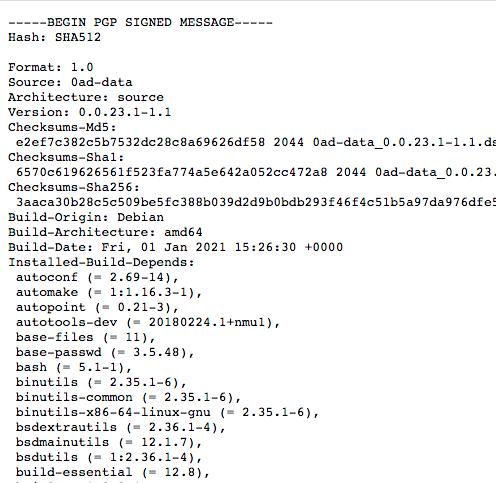 -----BEGIN PGP SIGNED MESSAGE-----
Hash: SHA512
Format: 1.0
Source: 0ad-data
Architecture: source
Version: 0.0.23.1-1.1
Checksums-Md5:
e2ef7c382c5b7532dc28c8a69626df58 2044 0ad-data_0.0.23.1-1.1.ds
Checksums-Sha1:
6570c619626561f523fa774a5e642a052cc472a8 2044 0ad-data_0.0.23.
Checksums-Sha256:
3aaca30b28c5c509be5fc388b039d2d9b0bdb293f46f4c51b5a97da976dfe5
Build-Origin: Debian
Build-Architecture: amd64
Build-Date: Fri, 01 Jan 2021 15:26:30 +0000
Installed-Build-Depends:
autoconf (= 2.69-14),
automake (= 1:1.16.3-1),
autopoint (= 0.21-3),
autotools-dev (= 20180224.1+nmu1),
base-files (= 11),
base-passwd (= 3.5.48),
bash (= 5.1-1),
binutils (= 2.35.1-6),
binutils-common (= 2.35.1-6),
binutils-x86-64-linux-gnu (= 2.35.1-6),
bsdextrautils (= 2.36.1-4),
bsdmainutils (= 12.1.7),
bsdutils (= 1:2.36.1-4),
build-essential (= 12.8),